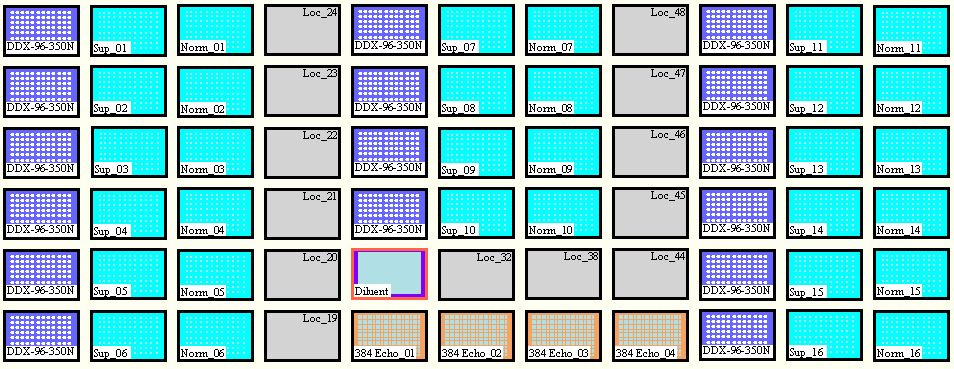 DDX-96-350N Sup_01 Norm_01 Loc_24 DDX-96-350N Sup_07 Norm_07 Loc_48 DDX-96-350N Sup_11 Norm_11
DDX-96-350N Sup_02 Norm_02 Loc_23 DDX-96-350N Sup_08 Norm_08 Loc_47 DDX-96-350N Sup_12 Norm_12
DDX-96-350N Sup_03 Norm_03 Loc_22 DDX-96-350N Sup_09 Norm_09 Loc_46 DDX-96-350N Sup_13 Norm_13
DDX-96-350N Sup_04 Norm_04 Loc_21 DDX-96-350N Sup_10 Norm_10 Loc_45 DDX-96-350N Sup_14 Norm_14
DDX-96-350N Sup_05 Norm_05 Loc_20 Diluent Loc_32 Loc_38 Loc_44 DDX-96-350N Sup_15 Norm_15
DDX-96-350N Sup_06 Norm_06 Loc_19 384 Echo_01 384 Echo_02 384 Echo_03 384 Echo_04 DDX-96-350N Sup_16 Norm_16